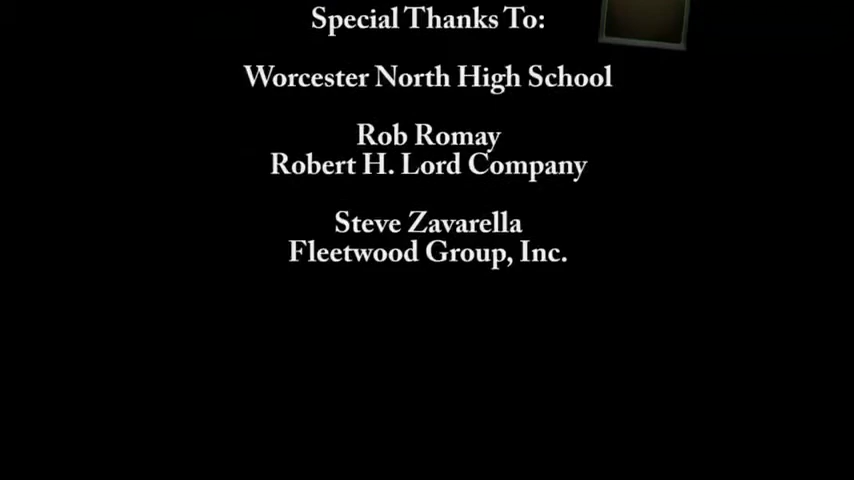 Special Thanks To:
Worcester North High School
Rob Romay
Robert H. Lord Company
Steve Zavarella
Fleetwood Group, Inc.